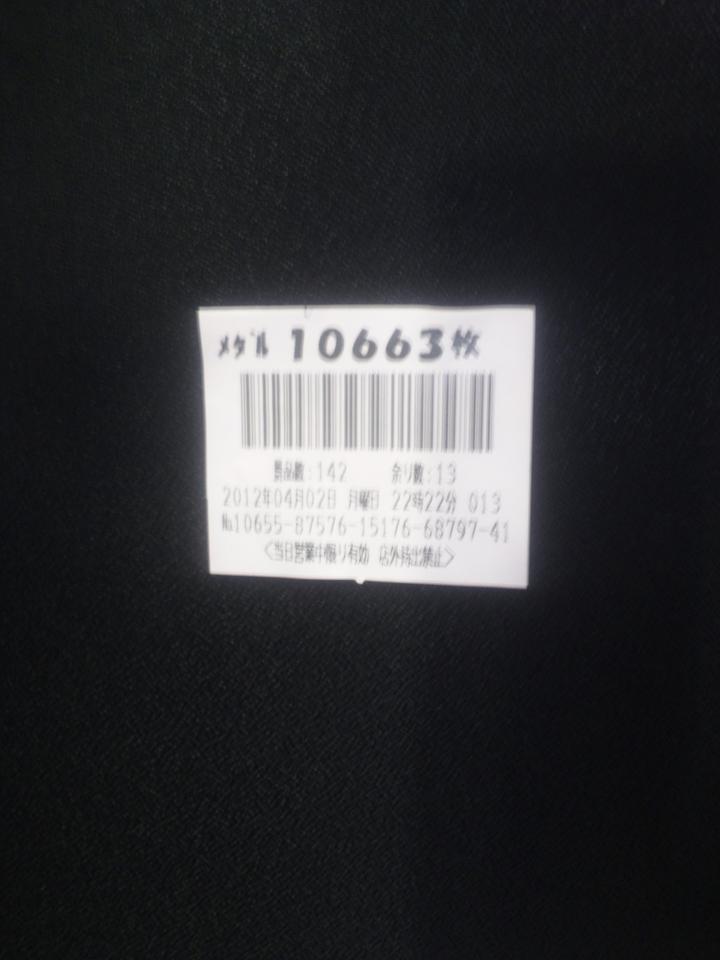 メダル 10663枚
景品数:142 余り数:13
2012年04月02日 月曜日 22時22分 013
№10655-87576-15176-68797-41
<当日営業中限り有効 店外持出禁止>